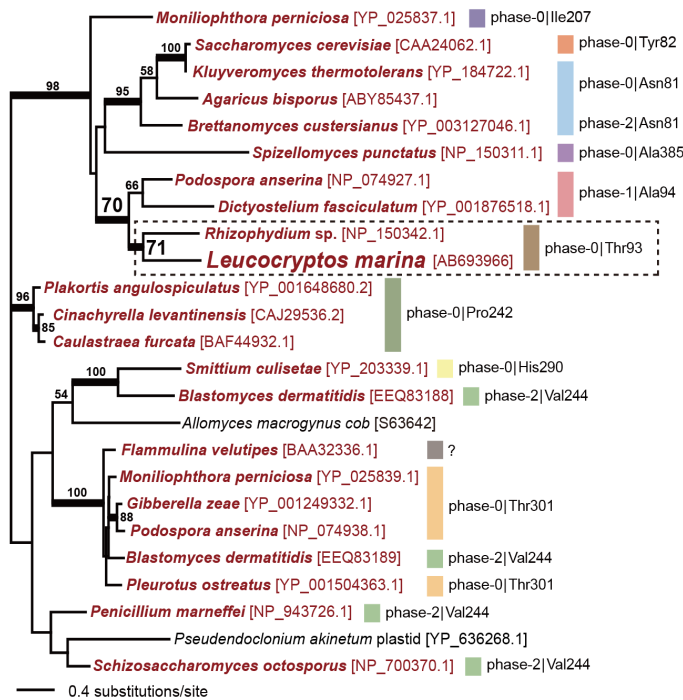 Moniliophthora perniciosa [YP_025837.1] phase-0|Ile207
100 Saccharomyces cerevisiae [CAA24062.1] phase-0|Tyr82
58 Kluyveromyces thermotolerans [YP_184722.1] phase-0|Asn81
98 95 Agaricus bisporus [ABY85437.1]
Brettanomyces custersianus [YP_003127046.1] phase-2|Asn81
Spizellomyces punctatus [NP_150311.1] phase-0|Ala385
66 Podospora anserina [NP_074927.1] phase-1|Ala94
70 Dictyostelium fasciculatum [YP_001876518.1]
Rhizophydium sp. [NP_150342.1] phase-0|Thr93
71 Leucocryptos marina [AB693966]
96 Plakortis angulospiculatus [YP_001648680.2]
Cinachyrella levantinensis [CAJ29536.2] phase-0|Pro242
85 Caulastraea furcata [BAF44932.1]
100 Smittium culisetae [YP_203339.1] phase-0|His290
54 Blastomyces dermatitidis [EEQ83188] phase-2|Val244
Allomyces macrogynus cob [S63642]
Flammulina velutipes [BAA32336.1] ?
Moniliophthora perniciosa [YP_025839.1]
100 Gibberella zeae [YP_001249332.1] phase-0|Thr301
88 Podospora anserina [NP_074938.1]
Blastomyces dermatitidis [EEQ83189] phase-2|Val244
Pleurotus ostreatus [YP_001504363.1] phase-0|Thr301
Penicillium marneffei [NP_943726.1] phase-2|Val244
Pseudendoclonium akinetum plastid [YP_636268.1]
Schizosaccharomyces octosporus [NP_700370.1] phase-2|Val244
0.4 substitutions/site